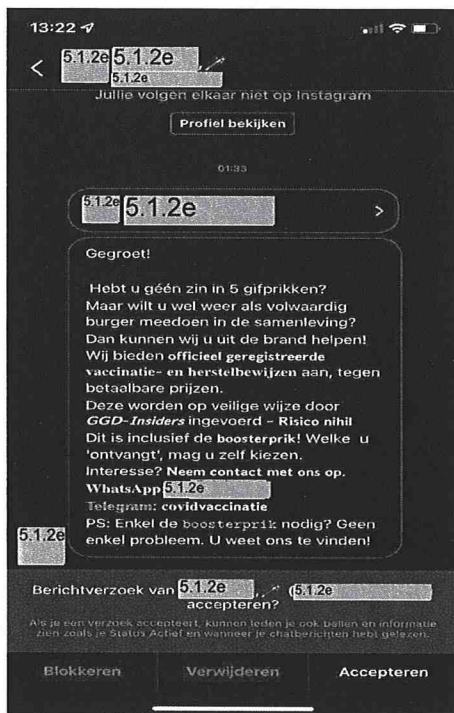 13:22
5.1.2e 5.1.2e
5.1.2e
Jullie volgen elkaar niet op Instagram
Profiel bekijken
01:33
5.1.2e 5.1.2e
Gegroet!
Hebt u géén zin in 5 gifprikken?
Maar wilt u wel weer als volwaardig
burger meedoen in de samenleving?
Dan kunnen wij u uit de brand helpen!
Wij bieden officieel geregistreerde
vaccinatie- en herstelbewijzen aan, tegen
betaalbare prijzen.
Deze worden op veilige wijze door
GGD-Insiders ingevoerd - Risico nihil
Dit is inclusief de boosterprik! Welke u
'ontvangt', mag u zelf kiezen.
Interesse? Neem contact met ons op.
WhatsApp 5.1.2e
Telegram: covidvaccinatie
PS: Enkel de boosterprik nodig? Geen
enkel probleem. U weet ons te vinden!
5.1.2e
Berichtverzoek van 5.1.2e (5.1.2e
accepteren?
Als je een verzoek accepteert, kunnen leden je ook bellen en informatie
zien zoals je Status Actief en wanneer je chatberichten hebt gelezen.
Blokkeren Verwijderen Accepteren